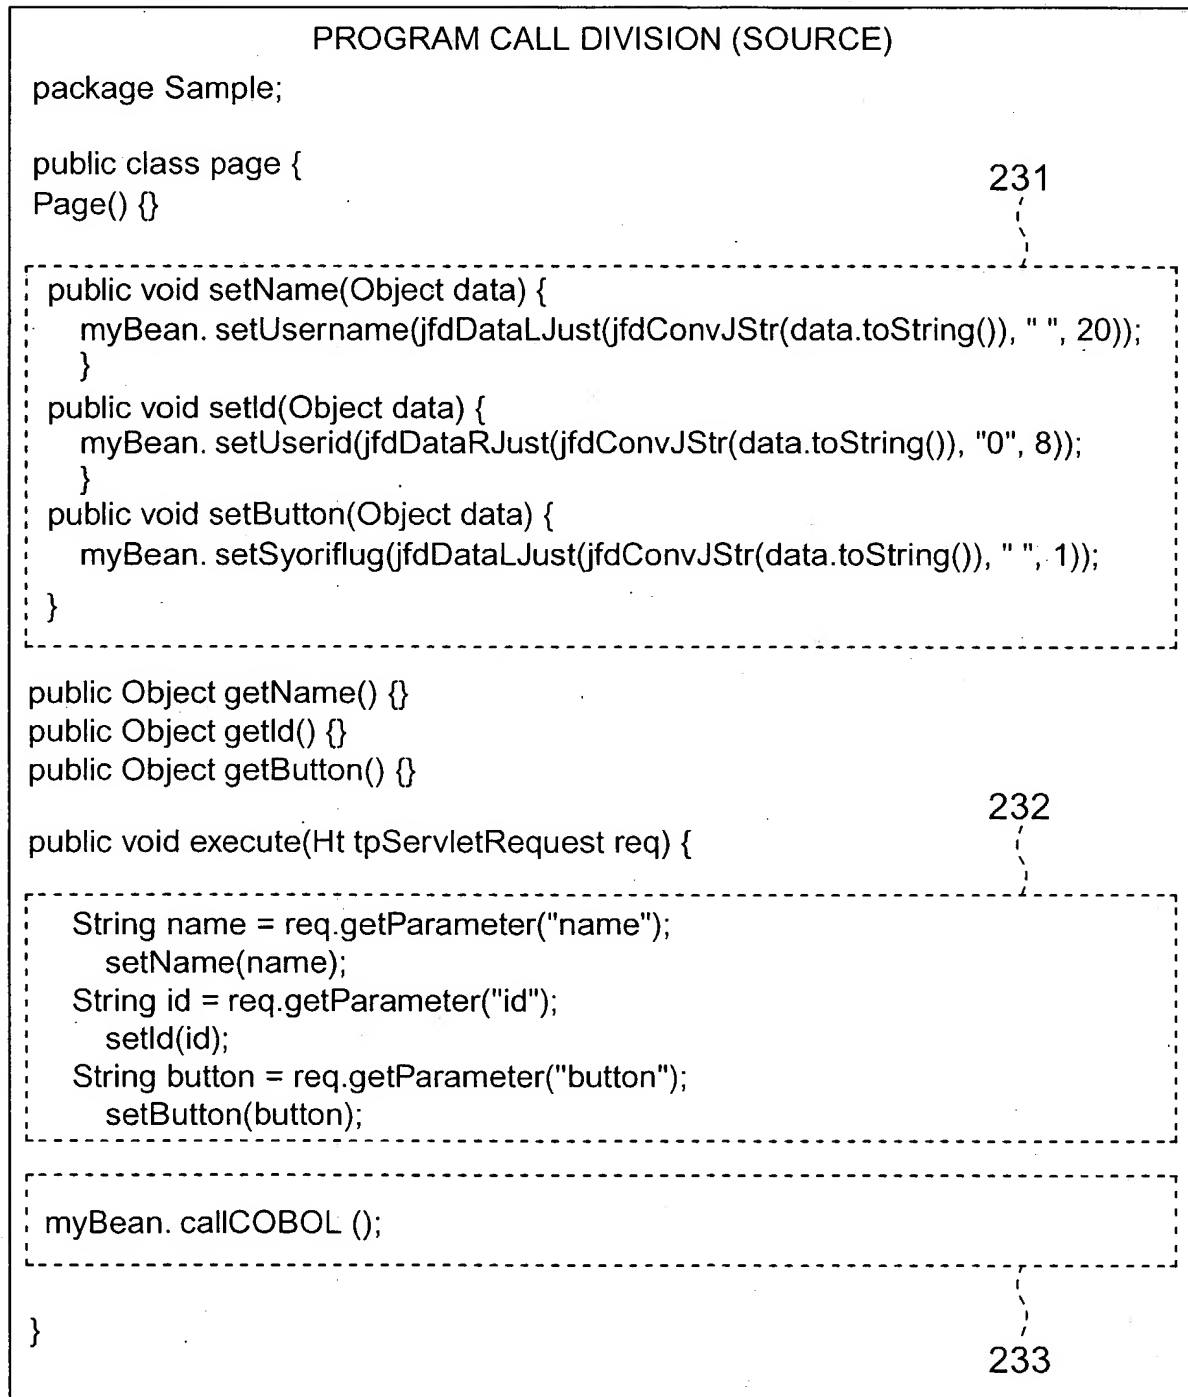 PROGRAM CALL DIVISION (SOURCE)
package Sample;
public class page {
Page() {}
231
public void setName(Object data) {
myBean. setUsername(jfdDataLJust(jfdConvJStr(data.toString()), " ", 20));
}
public void setId(Object data) {
myBean. setUserid(jfdDataRJust(jfdConvJStr(data.toString()), "0", 8));
}
public void setButton(Object data) {
myBean. setSyoriflug(jfdDataLJust(jfdConvJStr(data.toString()), " ", 1));
}
public Object getName() {}
public Object getId() {}
public Object getButton() {}
232
public void execute(Ht tpServletRequest req) {
String name = req.getParameter("name");
setName(name);
String id = req.getParameter("id");
setId(id);
String button = req.getParameter("button");
setButton(button);
myBean. callCOBOL ();
}
233